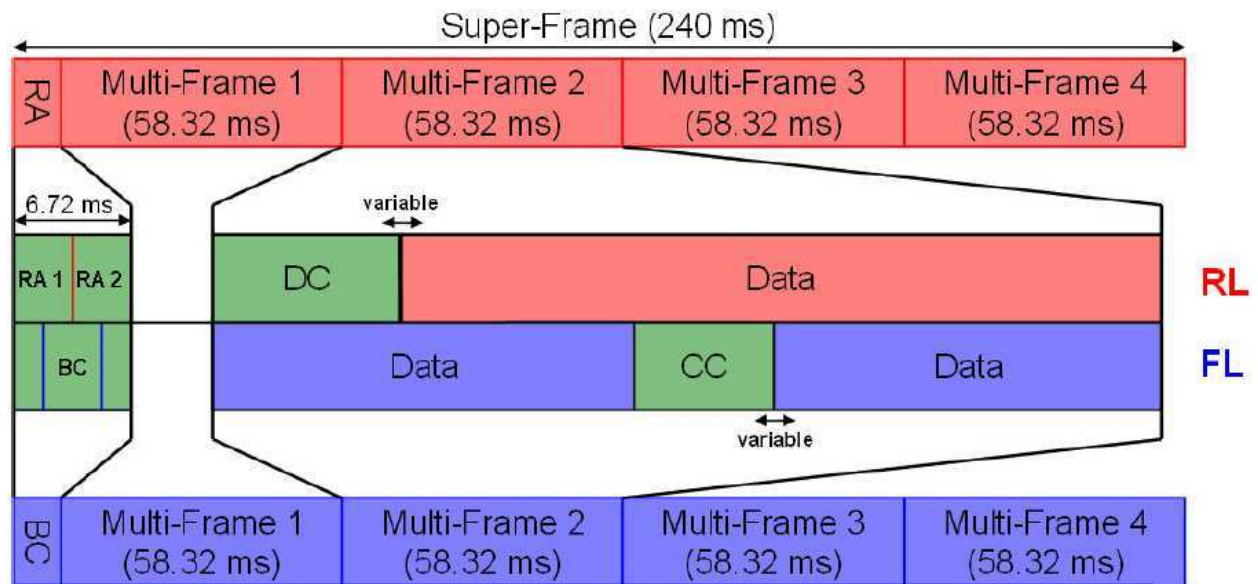 Super-Frame (240 ms)
RA
Multi-Frame 1
(58.32 ms)
Multi-Frame 2
(58.32 ms)
Multi-Frame 3
(58.32 ms)
Multi-Frame 4
(58.32 ms)
6.72 ms
variable
RA 1
RA 2
DC
Data
RL
BC
Data
CC
Data
FL
variable
BC
Multi-Frame 1
(58.32 ms)
Multi-Frame 2
(58.32 ms)
Multi-Frame 3
(58.32 ms)
Multi-Frame 4
(58.32 ms)